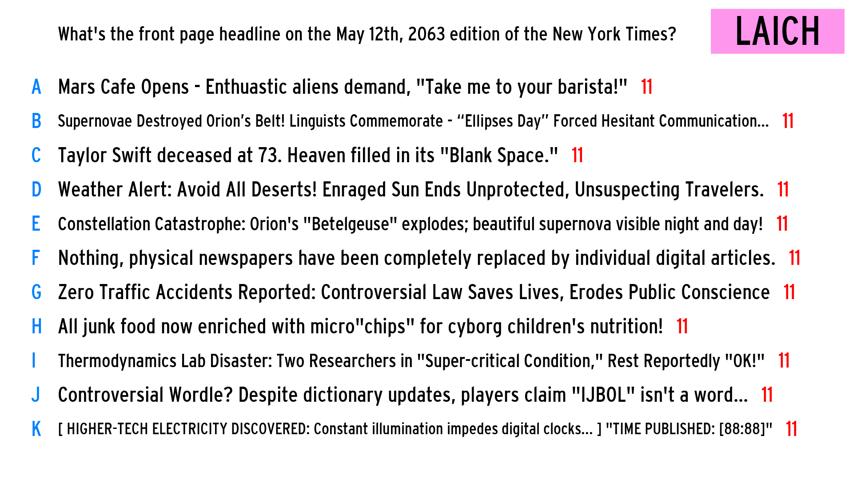 What's the front page headline on the May 12th, 2063 edition of the New York Times?
LAICH
A Mars Cafe Opens - Enthuastic aliens demand, "Take me to your barista!" 11
B Supernovae Destroyed Orion’s Belt! Linguists Commemorate - “Ellipses Day” Forced Hesitant Communication... 11
C Taylor Swift deceased at 73. Heaven filled in its "Blank Space." 11
D Weather Alert: Avoid All Deserts! Enraged Sun Ends Unprotected, Unsuspecting Travelers. 11
E Constellation Catastrophe: Orion's "Betelgeuse" explodes; beautiful supernova visible night and day! 11
F Nothing, physical newspapers have been completely replaced by individual digital articles. 11
G Zero Traffic Accidents Reported: Controversial Law Saves Lives, Erodes Public Conscience 11
H All junk food now enriched with micro"chips" for cyborg children's nutrition! 11
I Thermodynamics Lab Disaster: Two Researchers in "Super-critical Condition," Rest Reportedly "OK!" 11
J Controversial Wordle? Despite dictionary updates, players claim "IJBOL" isn't a word... 11
K [ HIGHER-TECH ELECTRICITY DISCOVERED: Constant illumination impedes digital clocks... ] "TIME PUBLISHED: [88:88]" 11